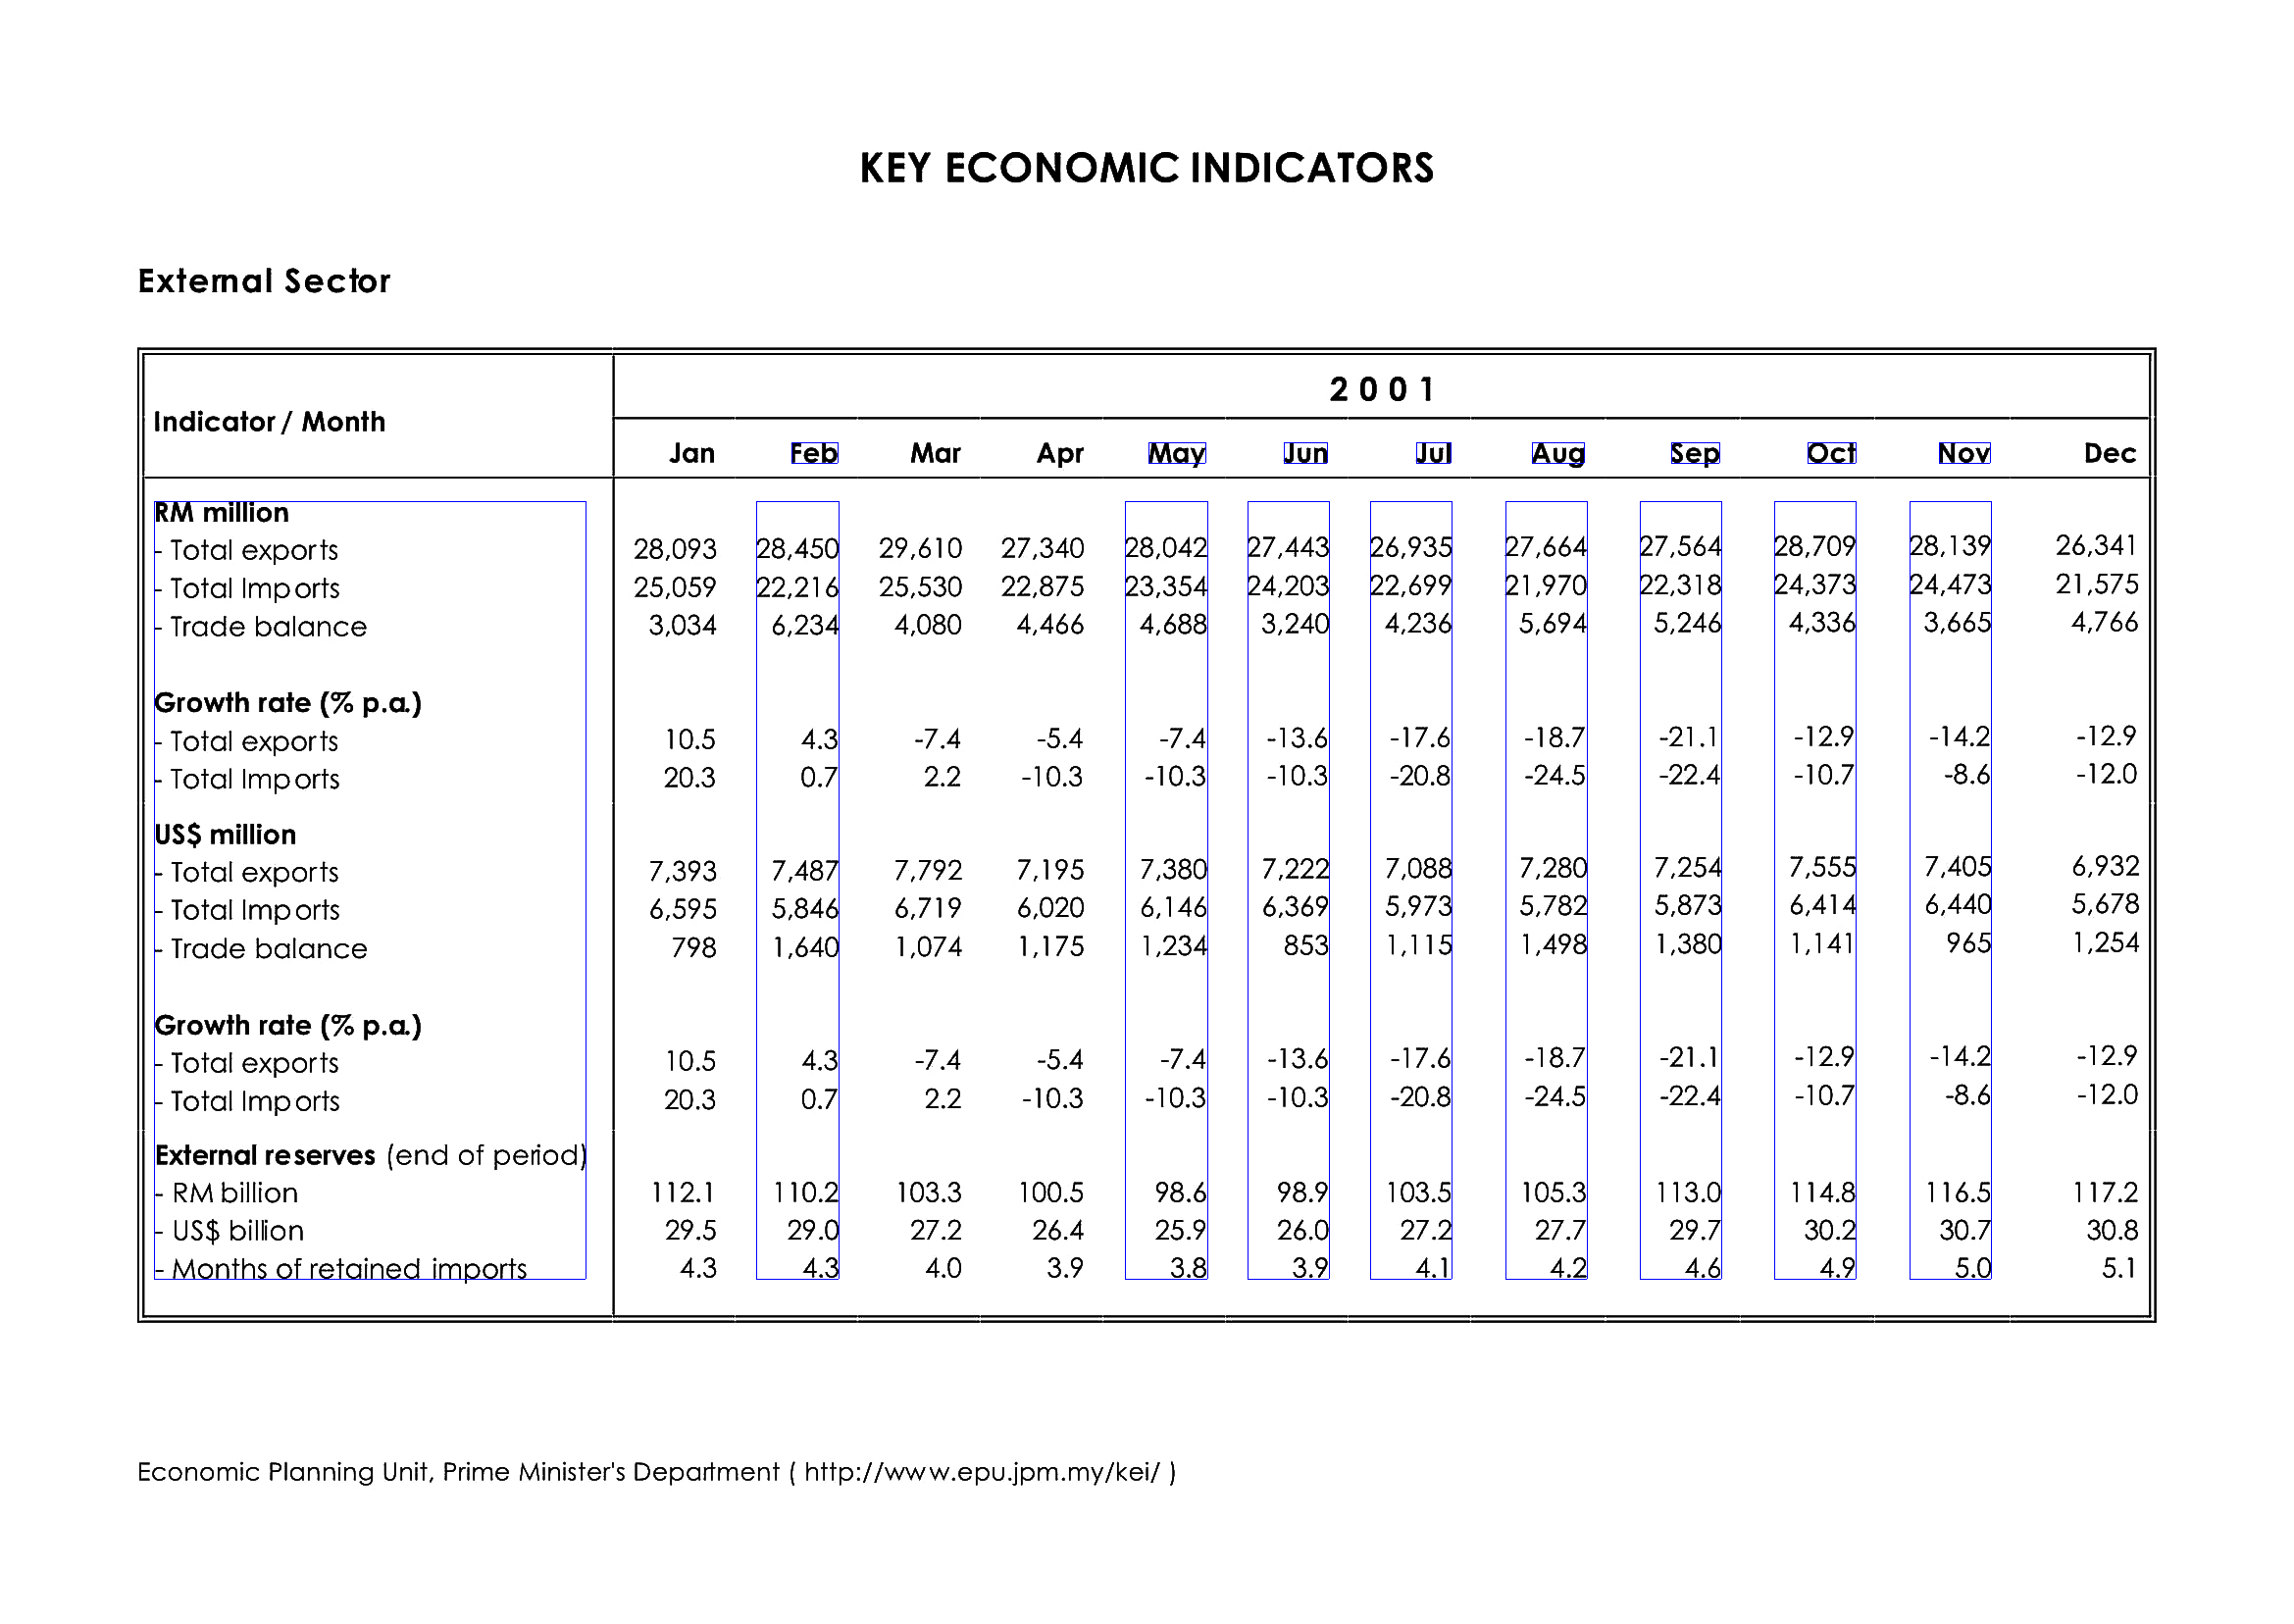 KEY ECONOMIC INDICATORS
External Sector
2 0 0 1
Indicator / Month
Jan Feb Mar Apr May Jun Jul Aug Sep Oct Nov Dec
RM million
- Total exports 28,093 28,450 29,610 27,340 28,042 27,443 26,935 27,664 27,564 28,709 28,139 26,341
- Total Imports 25,059 22,216 25,530 22,875 23,354 24,203 22,699 21,970 22,318 24,373 24,473 21,575
- Trade balance 3,034 6,234 4,080 4,466 4,688 3,240 4,236 5,694 5,246 4,336 3,665 4,766
Growth rate (% p.a.)
- Total exports 10.5 4.3 -7.4 -5.4 -7.4 -13.6 -17.6 -18.7 -21.1 -12.9 -14.2 -12.9
- Total Imports 20.3 0.7 2.2 -10.3 -10.3 -10.3 -20.8 -24.5 -22.4 -10.7 -8.6 -12.0
US$ million
- Total exports 7,393 7,487 7,792 7,195 7,380 7,222 7,088 7,280 7,254 7,555 7,405 6,932
- Total Imports 6,595 5,846 6,719 6,020 6,146 6,369 5,973 5,782 5,873 6,414 6,440 5,678
- Trade balance 798 1,640 1,074 1,175 1,234 853 1,115 1,498 1,380 1,141 965 1,254
Growth rate (% p.a.)
- Total exports 10.5 4.3 -7.4 -5.4 -7.4 -13.6 -17.6 -18.7 -21.1 -12.9 -14.2 -12.9
- Total Imports 20.3 0.7 2.2 -10.3 -10.3 -10.3 -20.8 -24.5 -22.4 -10.7 -8.6 -12.0
External reserves (end of period)
- RM billion 112.1 110.2 103.3 100.5 98.6 98.9 103.5 105.3 113.0 114.8 116.5 117.2
- US$ billion 29.5 29.0 27.2 26.4 25.9 26.0 27.2 27.7 29.7 30.2 30.7 30.8
- Months of retained imports 4.3 4.3 4.0 3.9 3.8 3.9 4.1 4.2 4.6 4.9 5.0 5.1
Economic Planning Unit, Prime Minister's Department ( http://www.epu.jpm.my/kei/ )